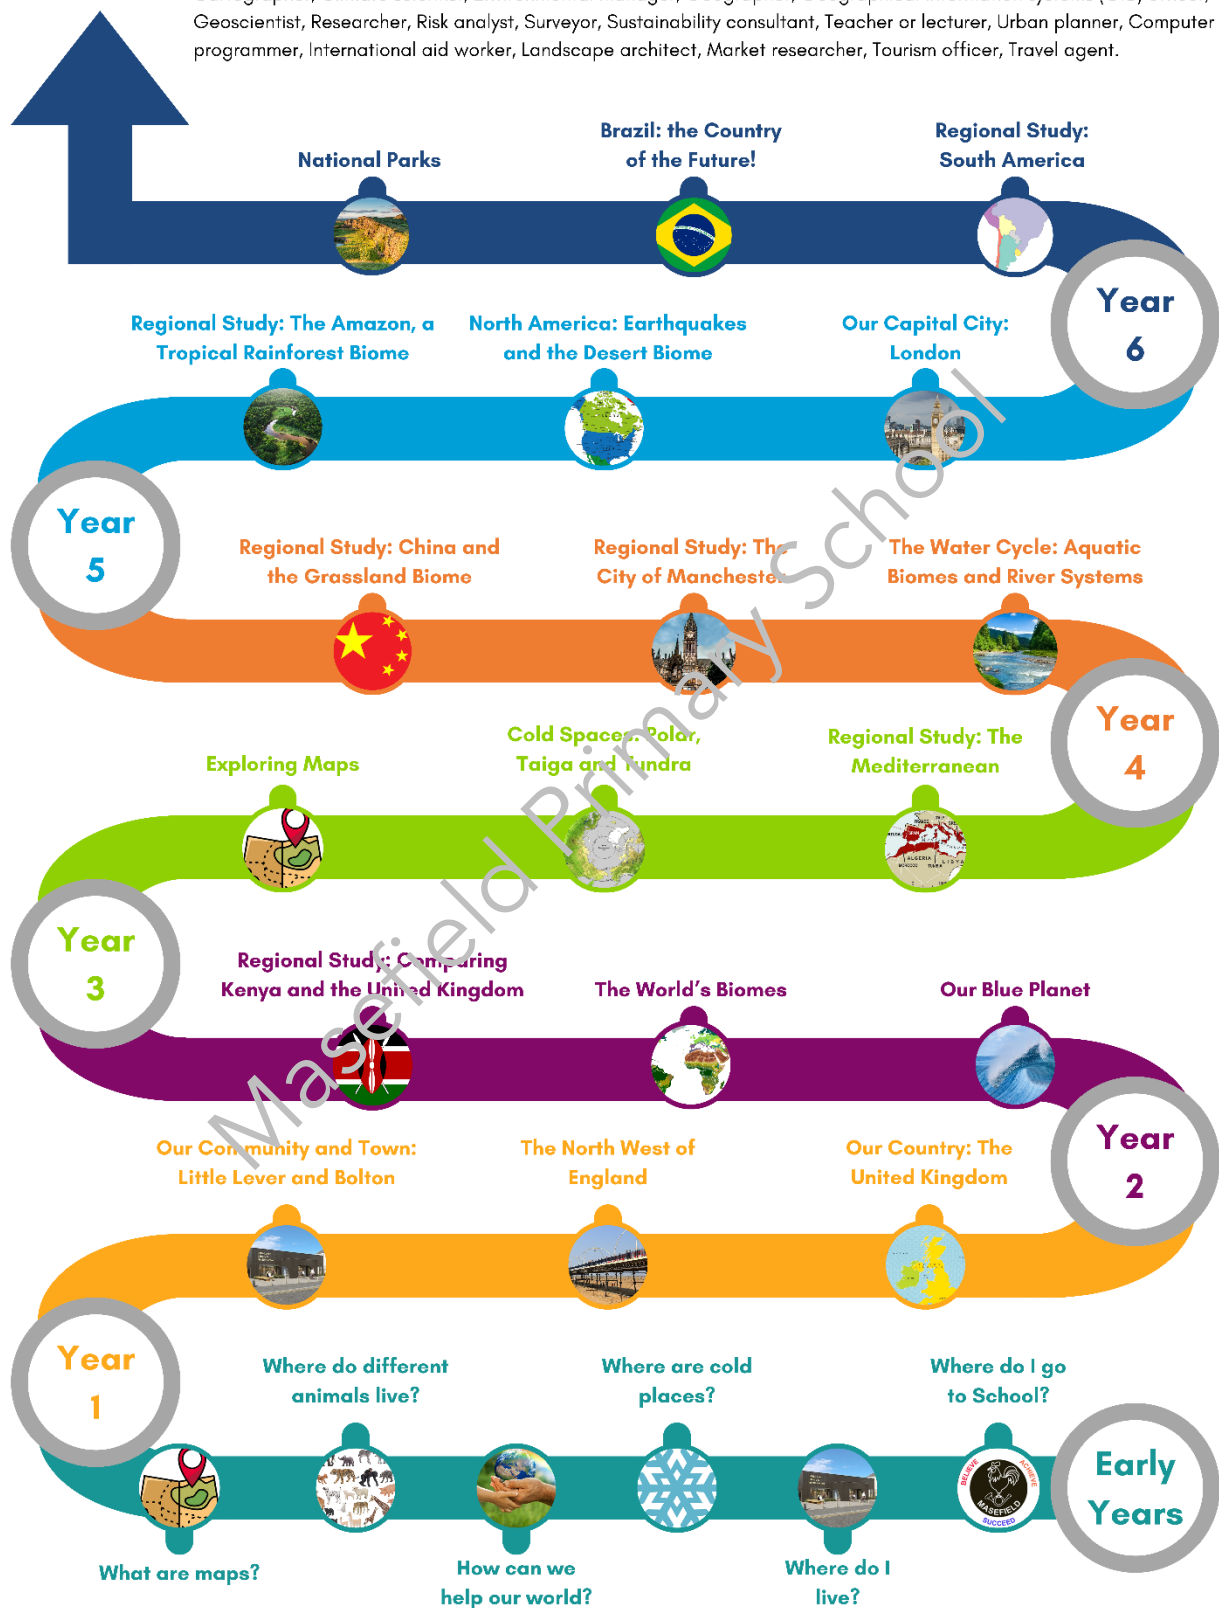 Geoscientist, Researcher, Risk analyst, Surveyor, Sustainability consultant, Teacher or lecturer, Urban planner, Computer
programmer, International aid worker, Landscape architect, Market researcher, Tourism officer, Travel agent.
National Parks
Brazil: the Country
of the Future!
Regional Study:
South America
Year
6
Regional Study: The Amazon, a
Tropical Rainforest Biome
North America: Earthquakes
and the Desert Biome
Our Capital City:
London
Year
5
Regional Study: China and
the Grassland Biome
Regional Study: The
City of Manchester
The Water Cycle: Aquatic
Biomes and River Systems
Year
4
Exploring Maps
Cold Spaces: Polar,
Taiga and Tundra
Regional Study: The
Mediterranean
ALGERIA
LIBYA
Year
3
Regional Study: Comparing
Kenya and the United Kingdom
The World's Biomes
Our Blue Planet
Year
2
Our Community and Town:
Little Lever and Bolton
The North West of
England
Our Country: The
United Kingdom
Year
1
Where do different
animals live?
Where are cold
places?
Where do I go
to School?
Early
Years
BELIEVE
ACHIEVE
MASEFIELD
SUCCEED
What are maps?
How can we
help our world?
Where do I
live?
Masefield Primary School